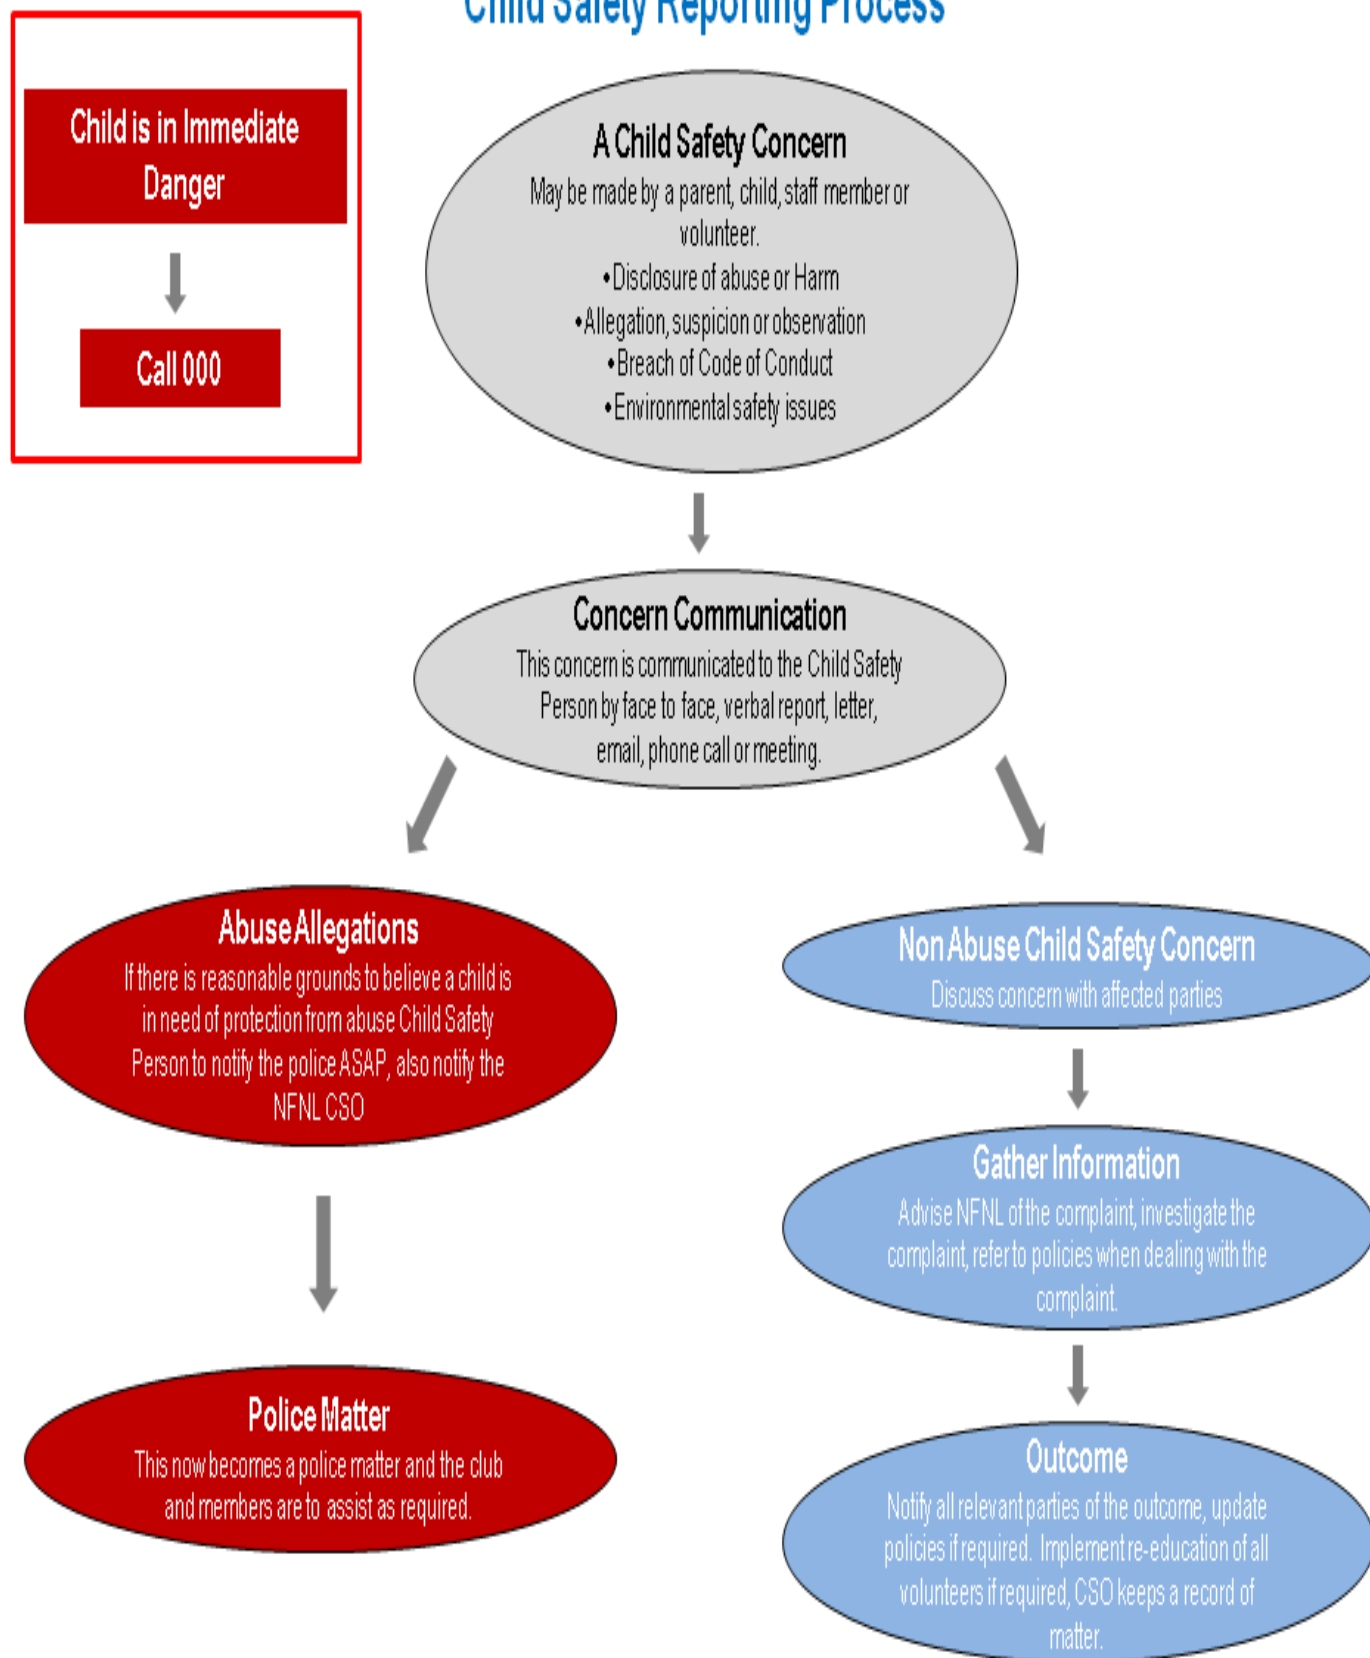 Child Safety Reporting Process
Child is in Immediate
Danger
Call 000
A Child Safety Concern
May be made by a parent, child, staff member or
volunteer.
•Disclosure of abuse or Harm
•Allegation, suspicion or observation
•Breach of Code of Conduct
•Environmental safety issues
Concern Communication
This concern is communicated to the Child Safety
Person by face to face, verbal report, letter,
email, phone call or meeting.
Abuse Allegations
If there is reasonable grounds to believe a child is
in need of protection from abuse Child Safety
Person to notify the police ASAP, also notify the
NFNL CSO
Police Matter
This now becomes a police matter and the club
and members are to assist as required.
Non Abuse Child Safety Concern
Discuss concern with affected parties
Gather Information
Advise NFNL of the complaint, investigate the
complaint, refer to policies when dealing with the
complaint.
Outcome
Notify all relevant parties of the outcome, update
policies if required. Implement re-education of all
volunteers if required, CSO keeps a record of
matter.